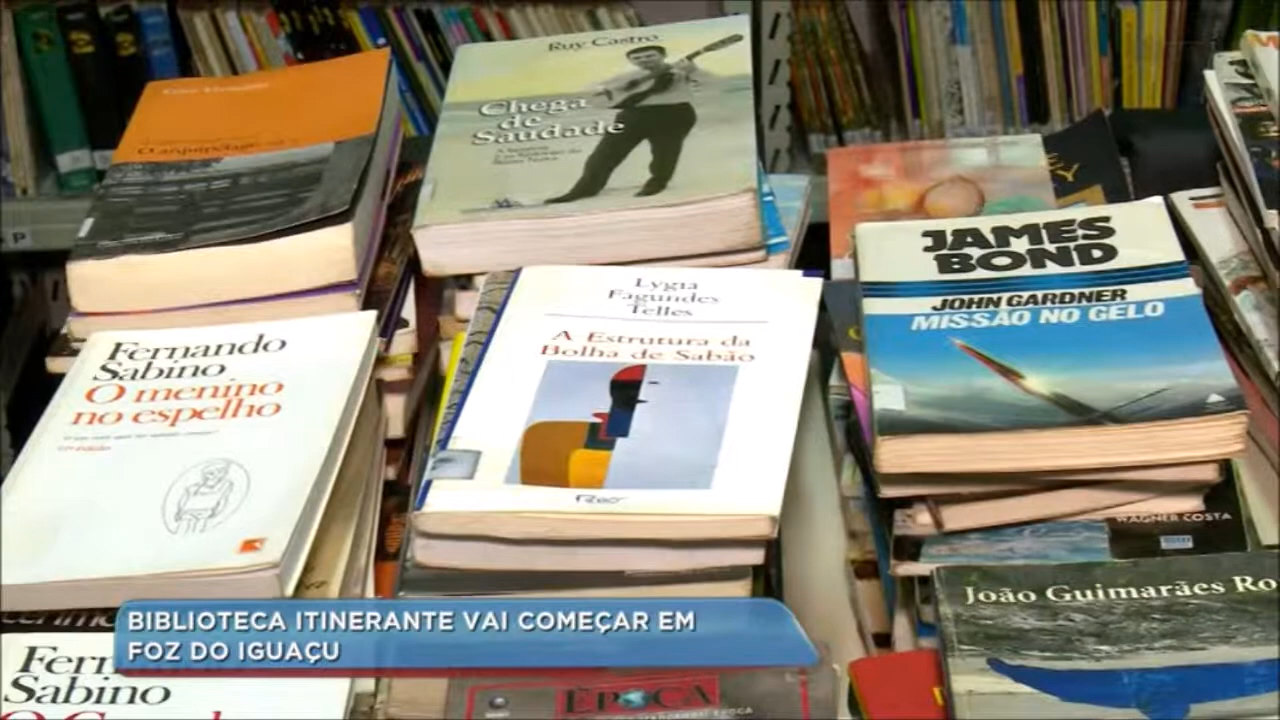 Ruy Castro
Chega
de
Saudade
O arquipélago
JAMES
BOND
JOHN GARDNER
MISSÃO NO GELO
Lygia
Fagundes
Telles
A Estrutura da
Bolha de Sabão
Fernando
Sabino
O menino
no espelho
WAGNER COSTA
João Guimarães Ro
BIBLIOTECA ITINERANTE VAI COMEÇAR EM
FOZ DO IGUAÇU
Fern
Sabino
ÉPOCA
P